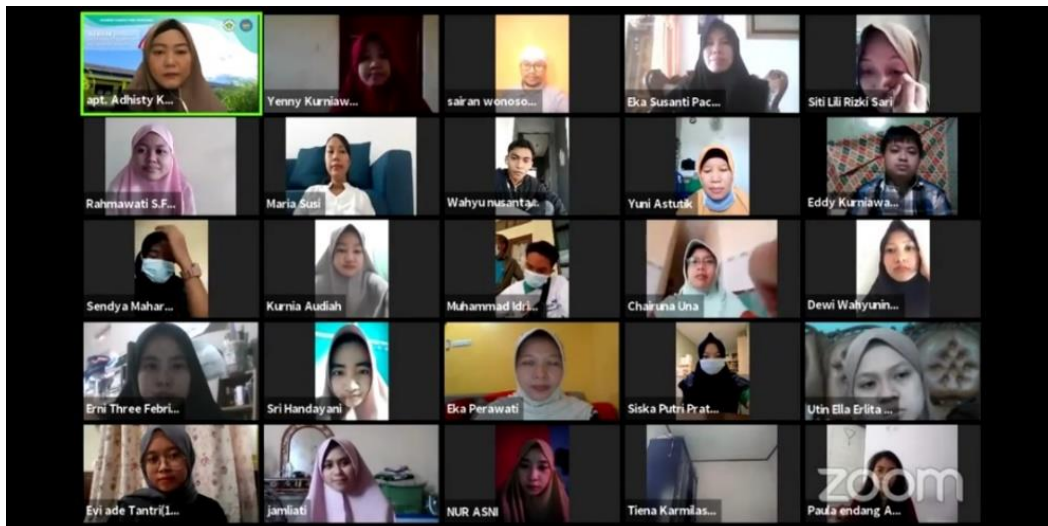 apt. Adhisty K...
Yenny Kurniaw...
sairan wonoso...
Eka Susanti Pac...
Siti Lili Rizki Sari
Rahmawati S.F...
Maria Susi
Wahyu nusanta...
Yuni Astutik
Eddy Kurniawa...
Sendya Mahar...
Kurnia Audiah
Muhammad Idri...
Chairuna Una
Dewi Wahyunin...
Erni Three Febri...
Sri Handayani
Eka Perawati
Siska Putri Prat...
Utin Ella Erlita ...
Evi ade Tantri(1...
jamliati
NUR ASNI
Tiena Karmilas...
Paula endang A...
zoom